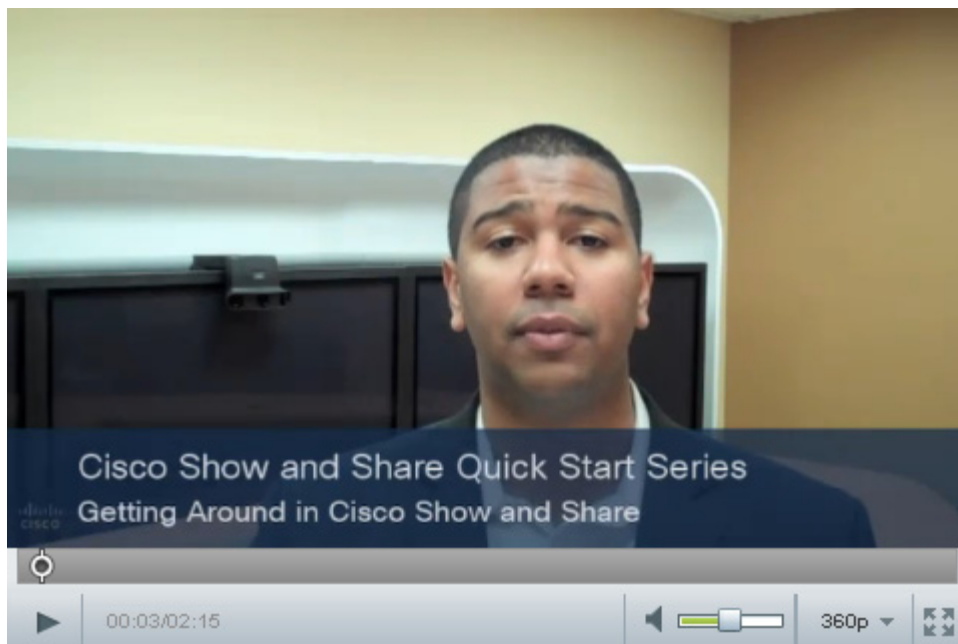 Cisco Show and Share Quick Start Series
Getting Around in Cisco Show and Share
CISCO
00:03/02:15
360p